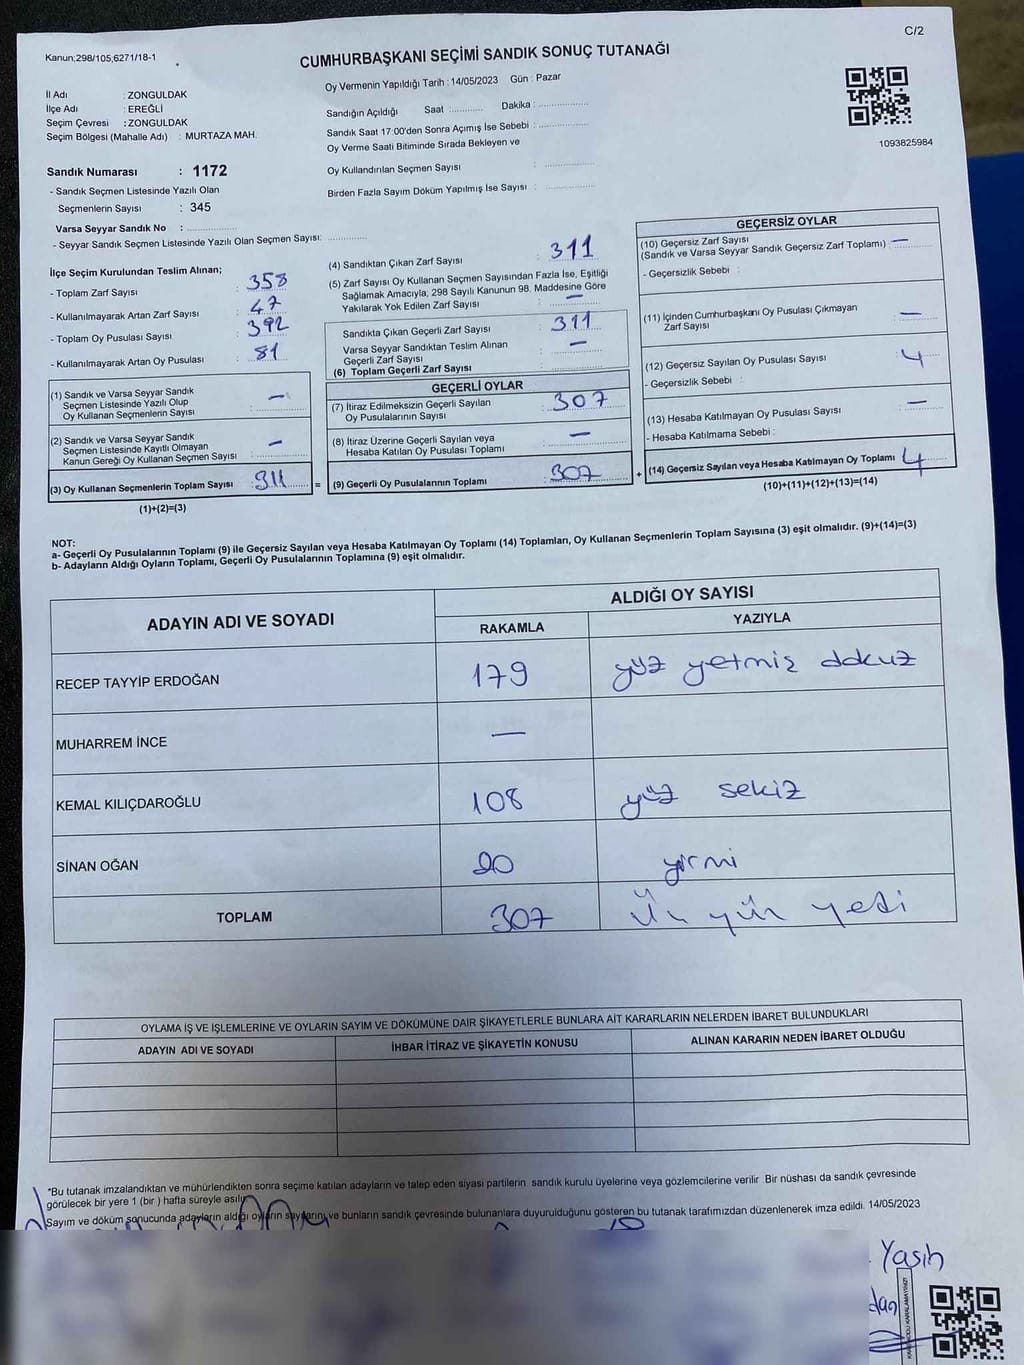 C/2
Kanun;298/105;6271/18-1
CUMHURBAŞKANI SEÇİMİ SANDIK SONUÇ TUTANAĞI
Oy Vermenin Yapıldığı Tarih : 14/05/2023 Gün : Pazar
İl Adı : ZONGULDAK
İlçe Adı : EREĞLİ
Seçim Çevresi : ZONGULDAK
Seçim Bölgesi (Mahalle Adı) : MURTAZA MAH.
Sandığın Açıldığı Saat :............ Dakika :..................
Sandık Saat 17:00'den Sonra Açımış İse Sebebi :..................
Oy Verme Saati Bitiminde Sırada Bekleyen ve
Oy Kullandırılan Seçmen Sayısı :..................
Birden Fazla Sayım Döküm Yapılmış İse Sayısı :..................
1093825984
Sandık Numarası : 1172
- Sandık Seçmen Listesinde Yazılı Olan
Seçmenlerin Sayısı : 345
Varsa Seyyar Sandık No :..................
- Seyyar Sandık Seçmen Listesinde Yazılı Olan Seçmen Sayısı:..............
İlçe Seçim Kurulundan Teslim Alınan;
- Toplam Zarf Sayısı : 358
- Kullanılmayarak Artan Zarf Sayısı : 47
- Toplam Oy Pusulası Sayısı : 392
- Kullanılmayarak Artan Oy Pusulası : 81
(1) Sandık ve Varsa Seyyar Sandık
Seçmen Listesinde Yazılı Olup
Oy Kullanan Seçmenlerin Sayısı : —
(2) Sandık ve Varsa Seyyar Sandık
Seçmen Listesinde Kayıtlı Olmayan
Kanun Gereği Oy Kullanan Seçmen Sayısı : —
(3) Oy Kullanan Seçmenlerin Toplam Sayısı : 311 =
(1)+(2)=(3)
(4) Sandıktan Çıkan Zarf Sayısı : 311
(5) Zarf Sayısı Oy Kullanan Seçmen Sayısından Fazla İse, Eşitliği
Sağlamak Amacıyla, 298 Sayılı Kanunun 98. Maddesine Göre
Yakılarak Yok Edilen Zarf Sayısı : —
Sandıkta Çıkan Geçerli Zarf Sayısı : 311
Varsa Seyyar Sandıktan Teslim Alınan
Geçerli Zarf Sayısı : —
(6) Toplam Geçerli Zarf Sayısı
GEÇERLİ OYLAR
(7) İtiraz Edilmeksizin Geçerli Sayılan
Oy Pusulalarının Sayısı : 307
(8) İtiraz Üzerine Geçerli Sayılan veya
Hesaba Katılan Oy Pusulası Toplamı : —
(9) Geçerli Oy Pusulalarının Toplamı 307 +
GEÇERSİZ OYLAR
(10) Geçersiz Zarf Sayısı
(Sandık ve Varsa Seyyar Sandık Geçersiz Zarf Toplamı) : —
- Geçersizlik Sebebi :
(11) İçinden Cumhurbaşkanı Oy Pusulası Çıkmayan
Zarf Sayısı : —
(12) Geçersiz Sayılan Oy Pusulası Sayısı : 4
- Geçersizlik Sebebi :
(13) Hesaba Katılmayan Oy Pusulası Sayısı : —
- Hesaba Katılmama Sebebi :
(14) Geçersiz Sayılan veya Hesaba Katılmayan Oy Toplamı 4
(10)+(11)+(12)+(13)=(14)
NOT:
a- Geçerli Oy Pusulalarının Toplamı (9) ile Geçersiz Sayılan veya Hesaba Katılmayan Oy Toplamı (14) Toplamları, Oy Kullanan Seçmenlerin Toplam Sayısına (3) eşit olmalıdır. (9)+(14)=(3)
b- Adayların Aldığı Oyların Toplamı, Geçerli Oy Pusulalarının Toplamına (9) eşit olmalıdır.
ADAYIN ADI VE SOYADI
ALDIĞI OY SAYISI
RAKAMLA YAZIYLA
RECEP TAYYİP ERDOĞAN 179 yüz yetmiş dokuz
MUHARREM İNCE —
KEMAL KILIÇDAROĞLU 108 yüz sekiz
SİNAN OĞAN 20 yirmi
TOPLAM 307 Üç yüz yedi
OYLAMA İŞ VE İŞLEMLERİNE VE OYLARIN SAYIM VE DÖKÜMÜNE DAİR ŞİKAYETLERLE BUNLARA AİT KARARLARIN NELERDEN İBARET BULUNDUKLARI
ADAYIN ADI VE SOYADI İHBAR İTİRAZ VE ŞİKAYETİN KONUSU ALINAN KARARIN NEDEN İBARET OLDUĞU
*Bu tutanak imzalandıktan ve mühürlendikten sonra seçime katılan adayların ve talep eden siyasi partilerin sandık kurulu üyelerine veya gözlemcilerine verilir. Bir nüshası da sandık çevresinde
görülecek bir yere 1 (bir ) hafta süreyle asılır.
Sayım ve döküm sonucunda adayların aldığı oyların sayılarını ve bunların sandık çevresinde bulunanlara duyurulduğunu gösteren bu tutanak tarafımızdan düzenlenerek imza edildi. 14/05/2023
Yasin